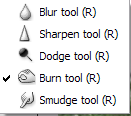 Blur tool (R)
Sharpen tool (R)
Dodge tool (R)
Burn tool (R)
Smudge tool (R)